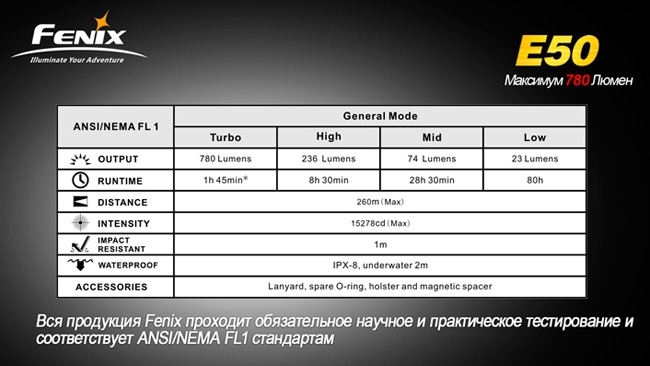 FENIX
Illuminate Your Adventure
E50
Максимум 780 Люмен
ANSI/NEMA FL 1 General Mode
Turbo High Mid Low
OUTPUT 780 Lumens 236 Lumens 74 Lumens 23 Lumens
RUNTIME 1h 45min* 8h 30min 28h 30min 80h
DISTANCE 260m (Max)
INTENSITY 15278cd (Max)
IMPACT RESISTANT 1m
WATERPROOF IPX-8, underwater 2m
ACCESSORIES Lanyard, spare O-ring, holster and magnetic spacer
Вся продукция Fenix проходит обязательное научное и практическое тестирование и
соответствует ANSI/NEMA FL1 стандартам